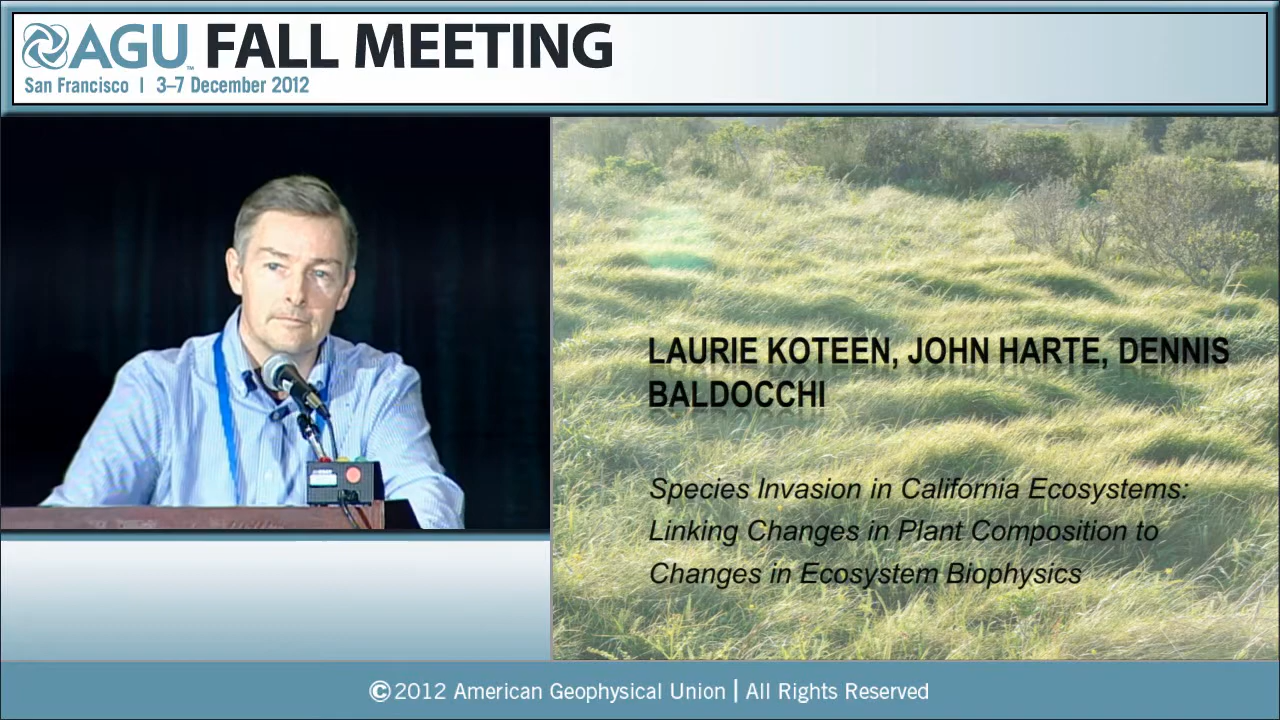 AGU™ FALL MEETING
San Francisco | 3–7 December 2012
LAURIE KOTEEN, JOHN HARTE, DENNIS
BALDOCCHI
Species Invasion in California Ecosystems:
Linking Changes in Plant Composition to
Changes in Ecosystem Biophysics
©2012 American Geophysical Union | All Rights Reserved